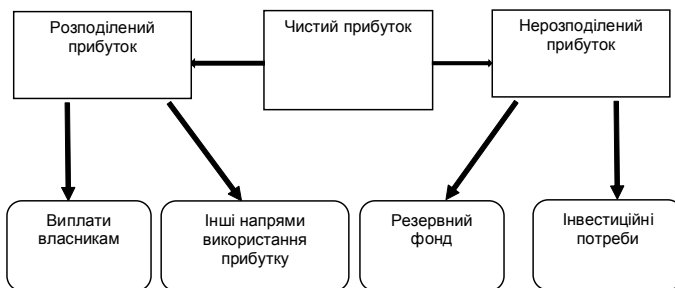 Розподілений
прибуток
Чистий прибуток
Нерозподілений
прибуток
Виплати
власникам
Інші напрями
використання
прибутку
Резервний
фонд
Інвестиційні
потреби